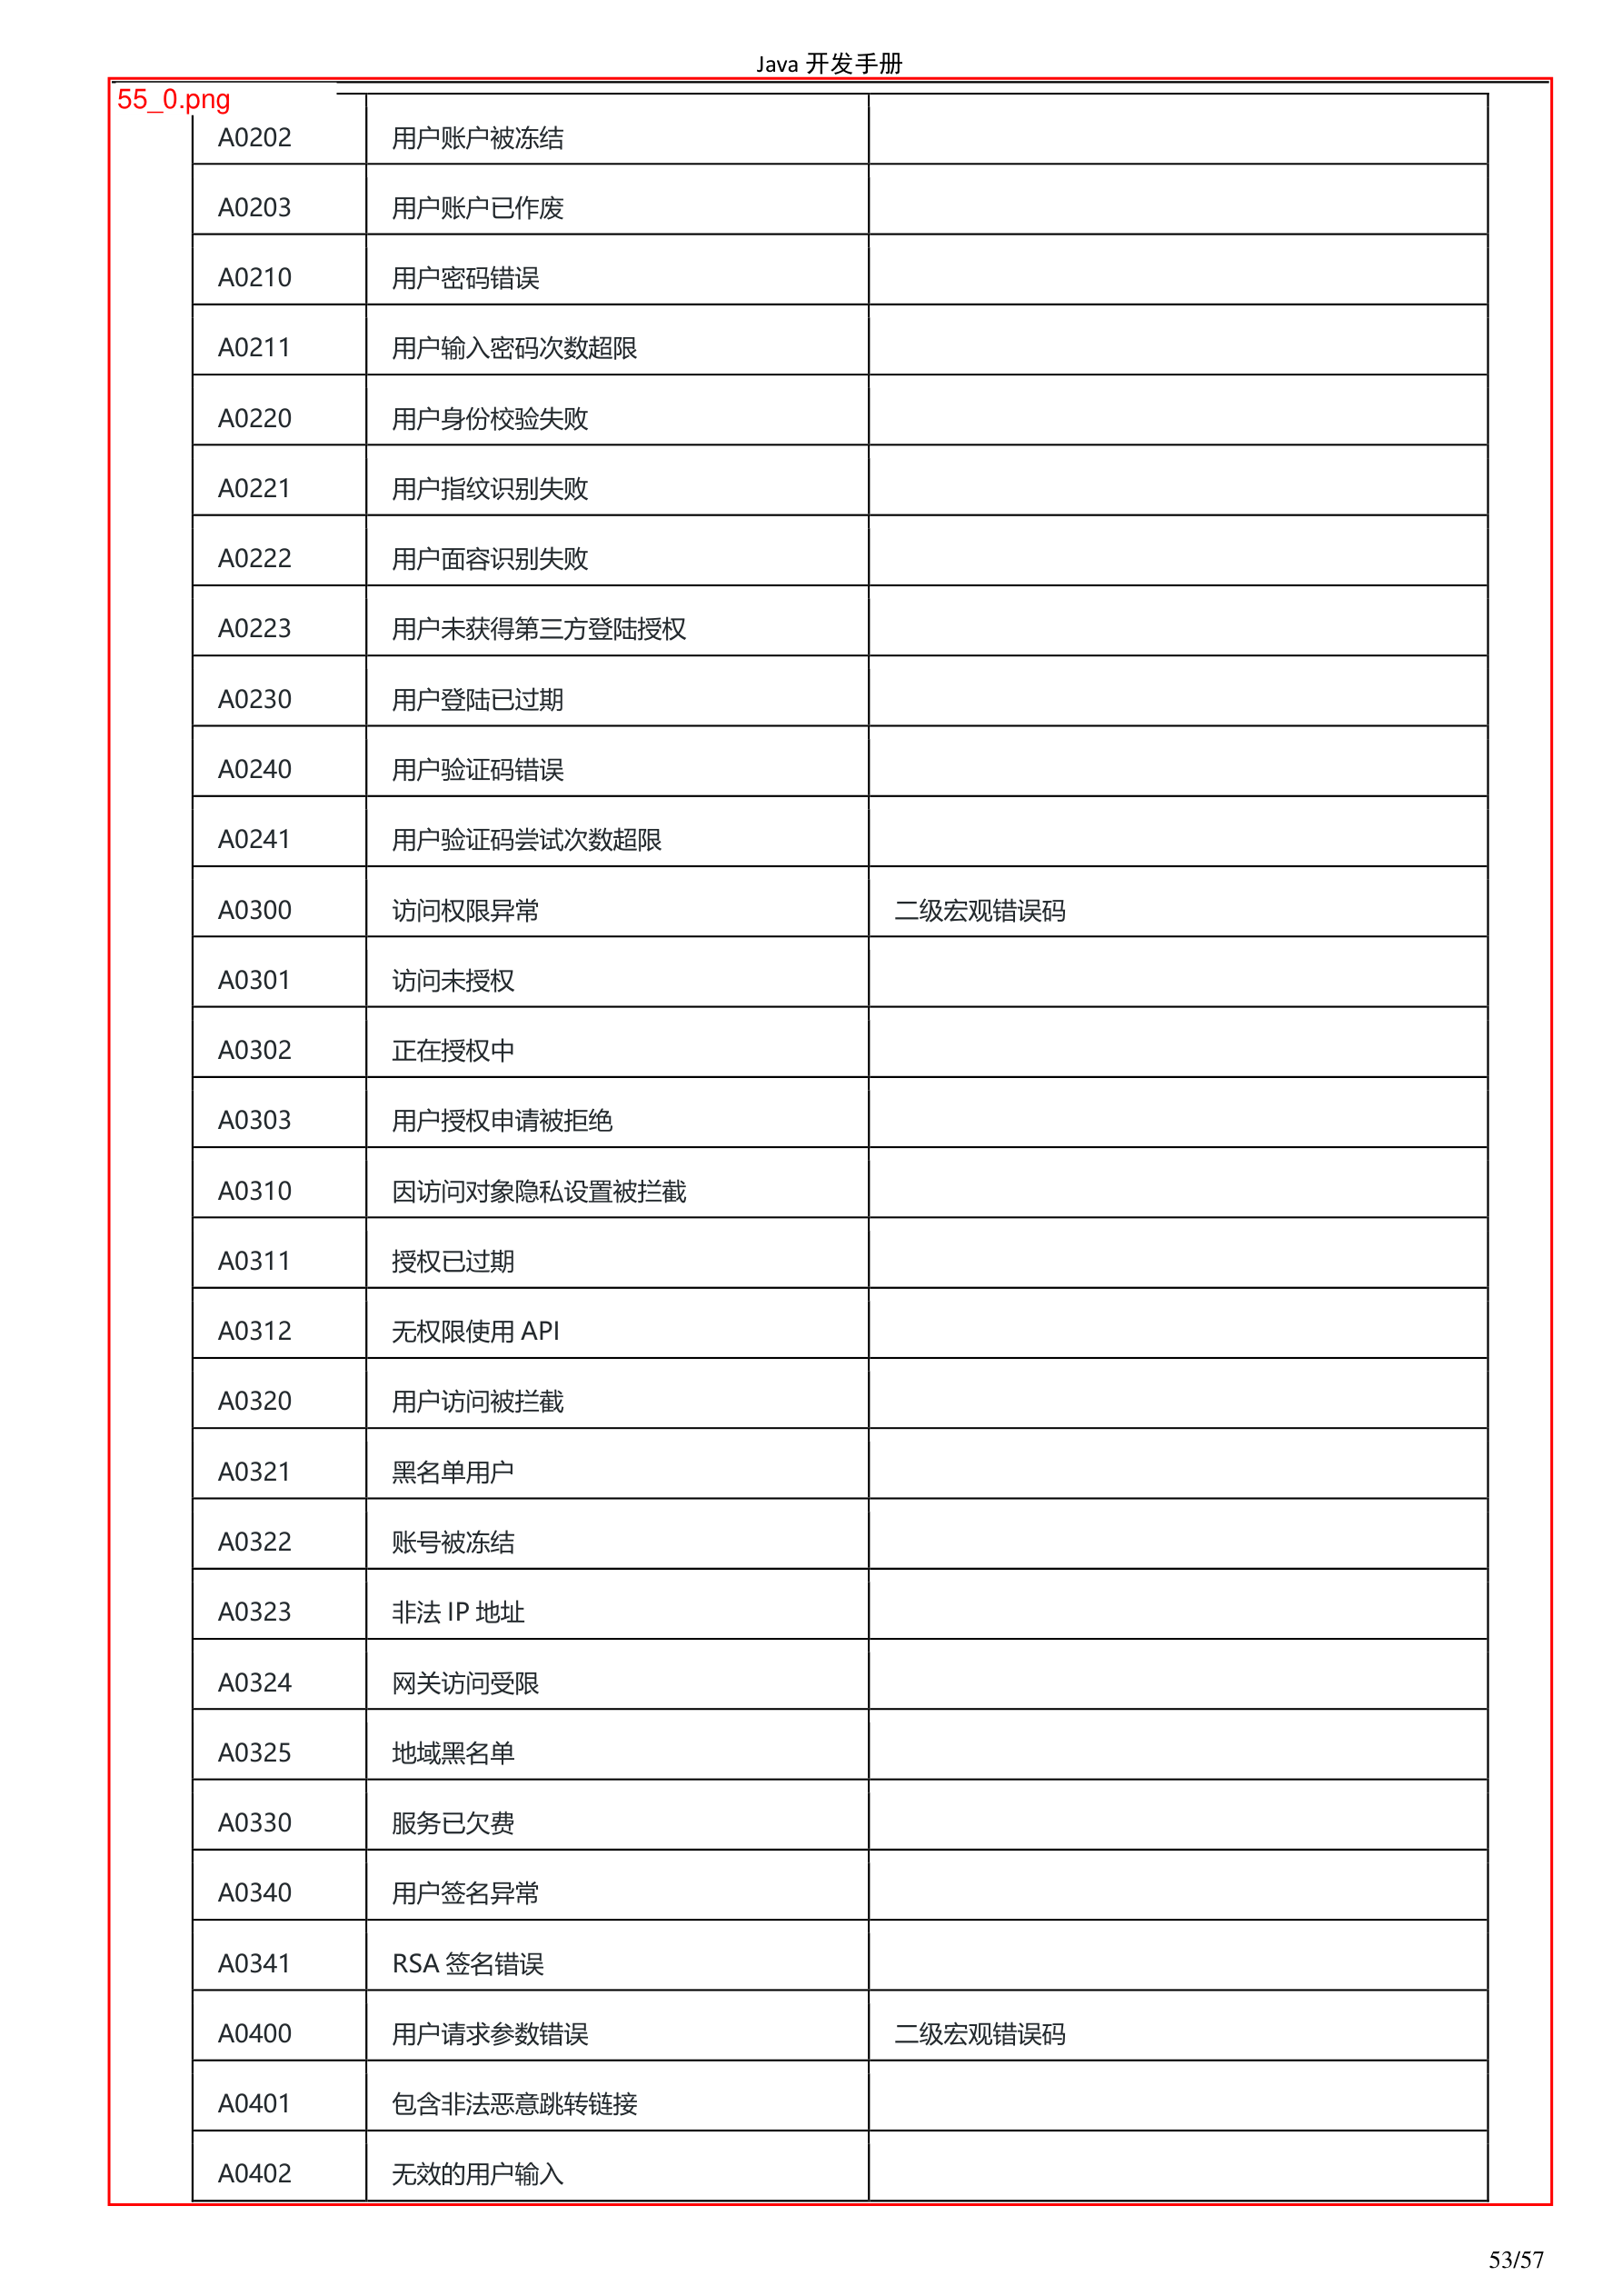 Java 开发手册
55_0.png
A0202 用户账户被冻结
A0203 用户账户已作废
A0210 用户密码错误
A0211 用户输入密码次数超限
A0220 用户身份校验失败
A0221 用户指纹识别失败
A0222 用户面容识别失败
A0223 用户未获得第三方登陆授权
A0230 用户登陆已过期
A0240 用户验证码错误
A0241 用户验证码尝试次数超限
A0300 访问权限异常 二级宏观错误码
A0301 访问未授权
A0302 正在授权中
A0303 用户授权申请被拒绝
A0310 因访问对象隐私设置被拦截
A0311 授权已过期
A0312 无权限使用 API
A0320 用户访问被拦截
A0321 黑名单用户
A0322 账号被冻结
A0323 非法 IP 地址
A0324 网关访问受限
A0325 地域黑名单
A0330 服务已欠费
A0340 用户签名异常
A0341 RSA 签名错误
A0400 用户请求参数错误 二级宏观错误码
A0401 包含非法恶意跳转链接
A0402 无效的用户输入
53/57